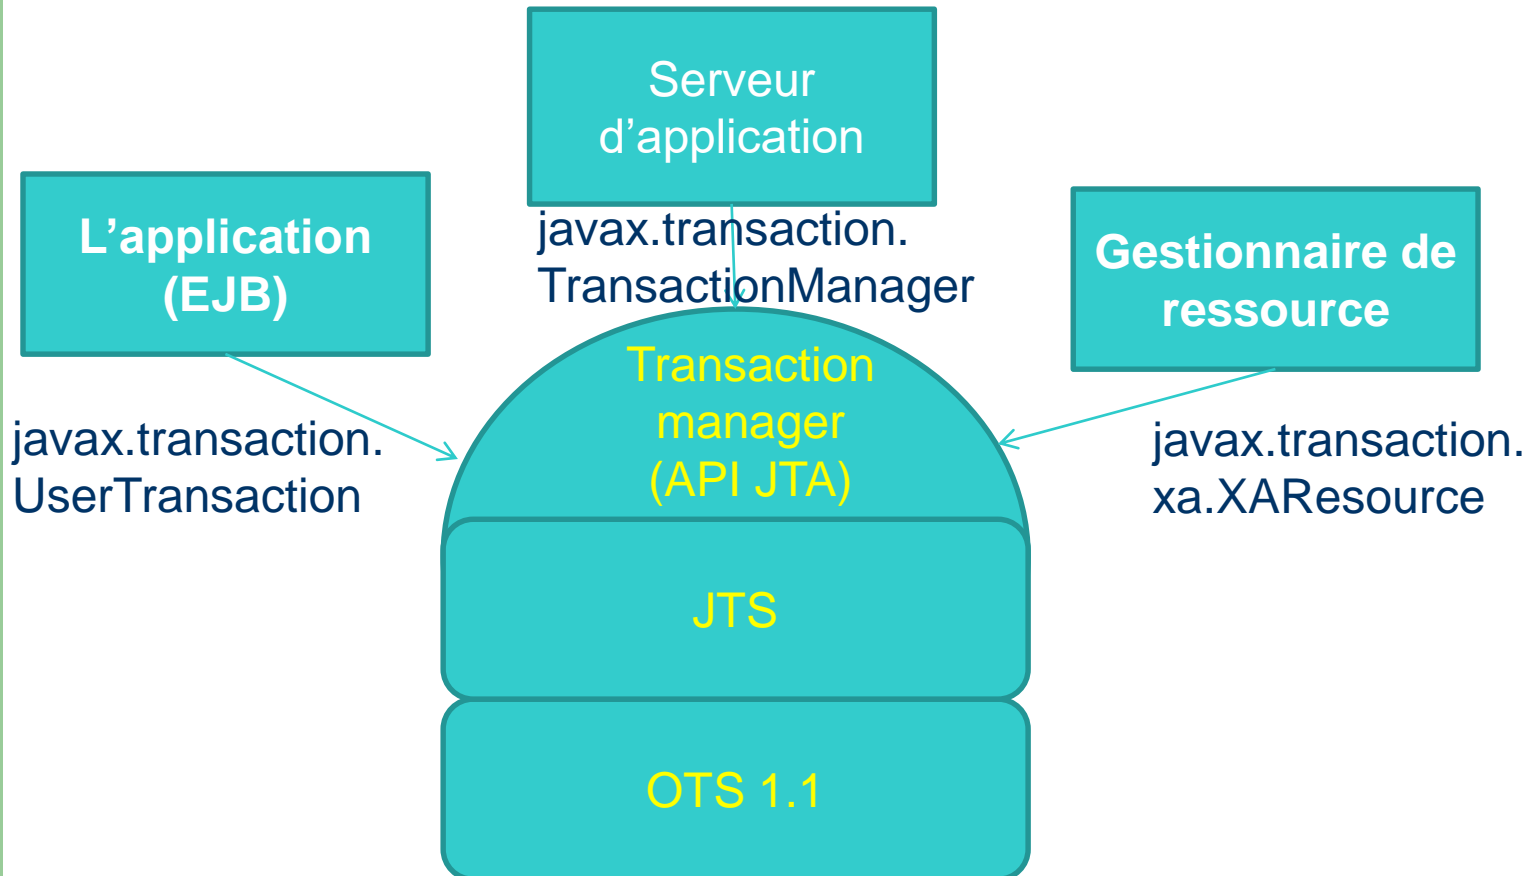 Serveur
d’application
L’application
(EJB)
javax.transaction.
TransactionManager
Gestionnaire de
ressource
javax.transaction.
UserTransaction
Transaction
manager
(API JTA)
javax.transaction.
xa.XAResource
JTS
OTS 1.1